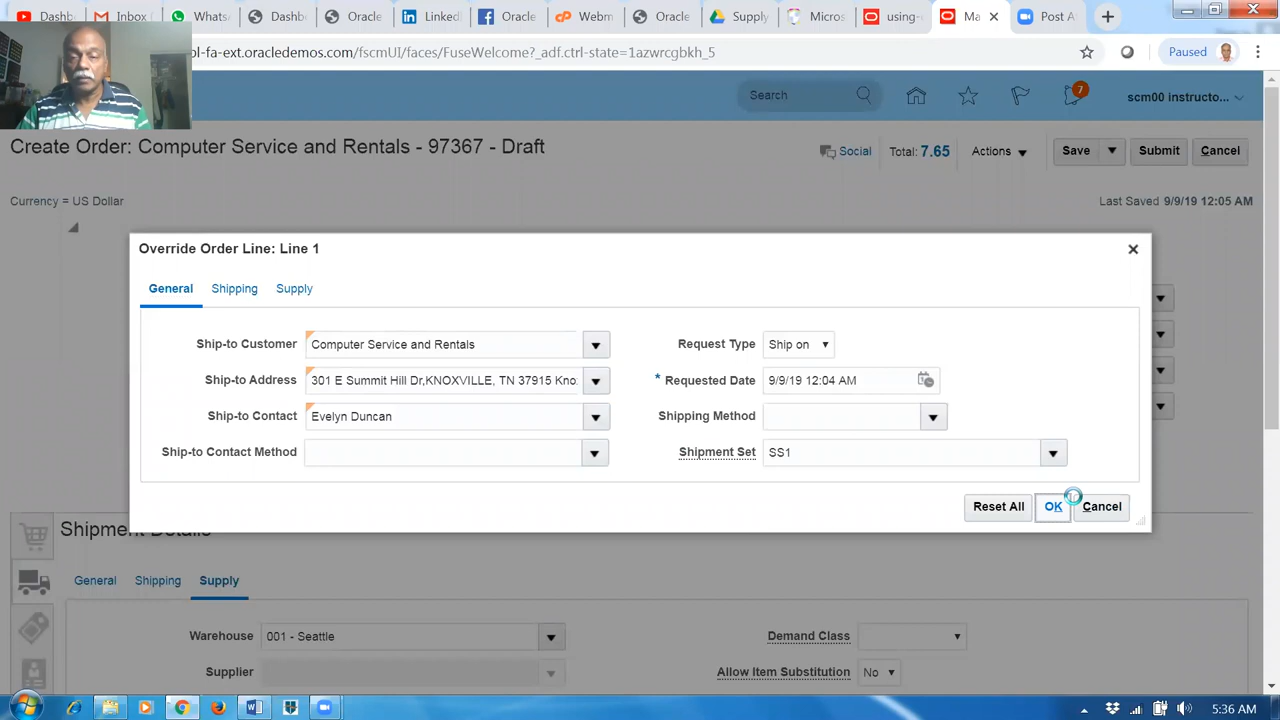 Youtub
Inbox (
WhatsA
Dashbo
Oracle
Linked
Orderi
Webm
Oracle
Suppl
Micros
using-
Ma
Post A
ol-fa-ext.oracledemos.com/fscmUI/faces/FuseWelcome?_adf.ctrl-state=1azwrcgbkh_5
Paused
Search
7
scm00 instructo...
Create Order: Computer Service and Rentals - 97367 - Draft
Social
Total: 7.65
Actions
Save
Submit
Cancel
Currency = US Dollar
Last Saved 9/9/19 12:05 AM
Override Order Line: Line 1
General
Shipping
Supply
Ship-to Customer Computer Service and Rentals
Request Type Ship on
Ship-to Address 301 E Summit Hill Dr,KNOXVILLE, TN 37915 Kno
* Requested Date 9/9/19 12:04 AM
Ship-to Contact Evelyn Duncan
Shipping Method
Ship-to Contact Method
Shipment Set SS1
Reset All
OK
Cancel
Shipment Details
General
Shipping
Supply
Warehouse 001 - Seattle
Demand Class
Supplier
Allow Item Substitution No
5:36 AM